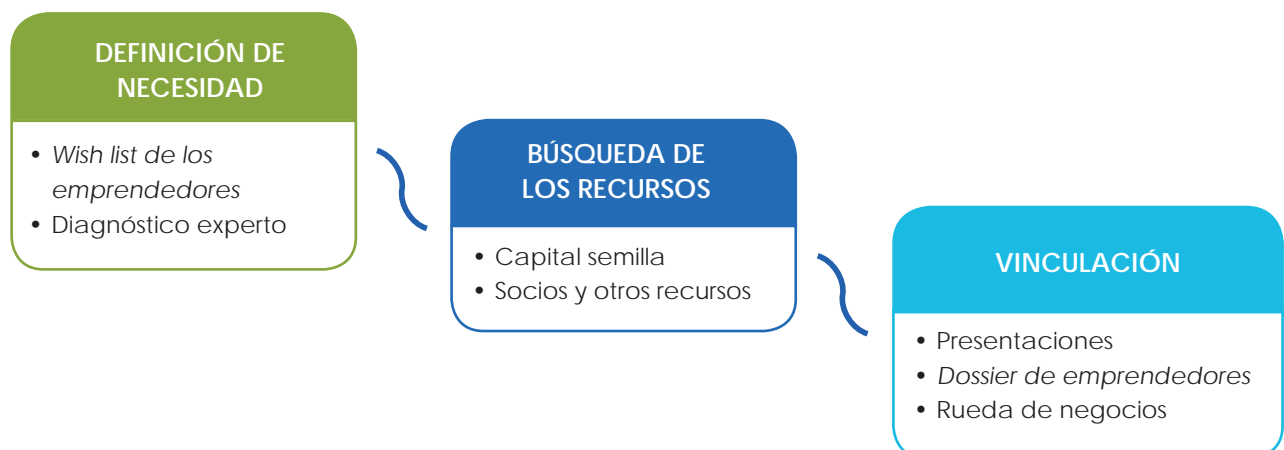 DEFINICIÓN DE
NECESIDAD
• Wish list de los
emprendedores
• Diagnóstico experto
BÚSQUEDA DE
LOS RECURSOS
• Capital semilla
• Socios y otros recursos
VINCULACIÓN
• Presentaciones
• Dossier de emprendedores
• Rueda de negocios